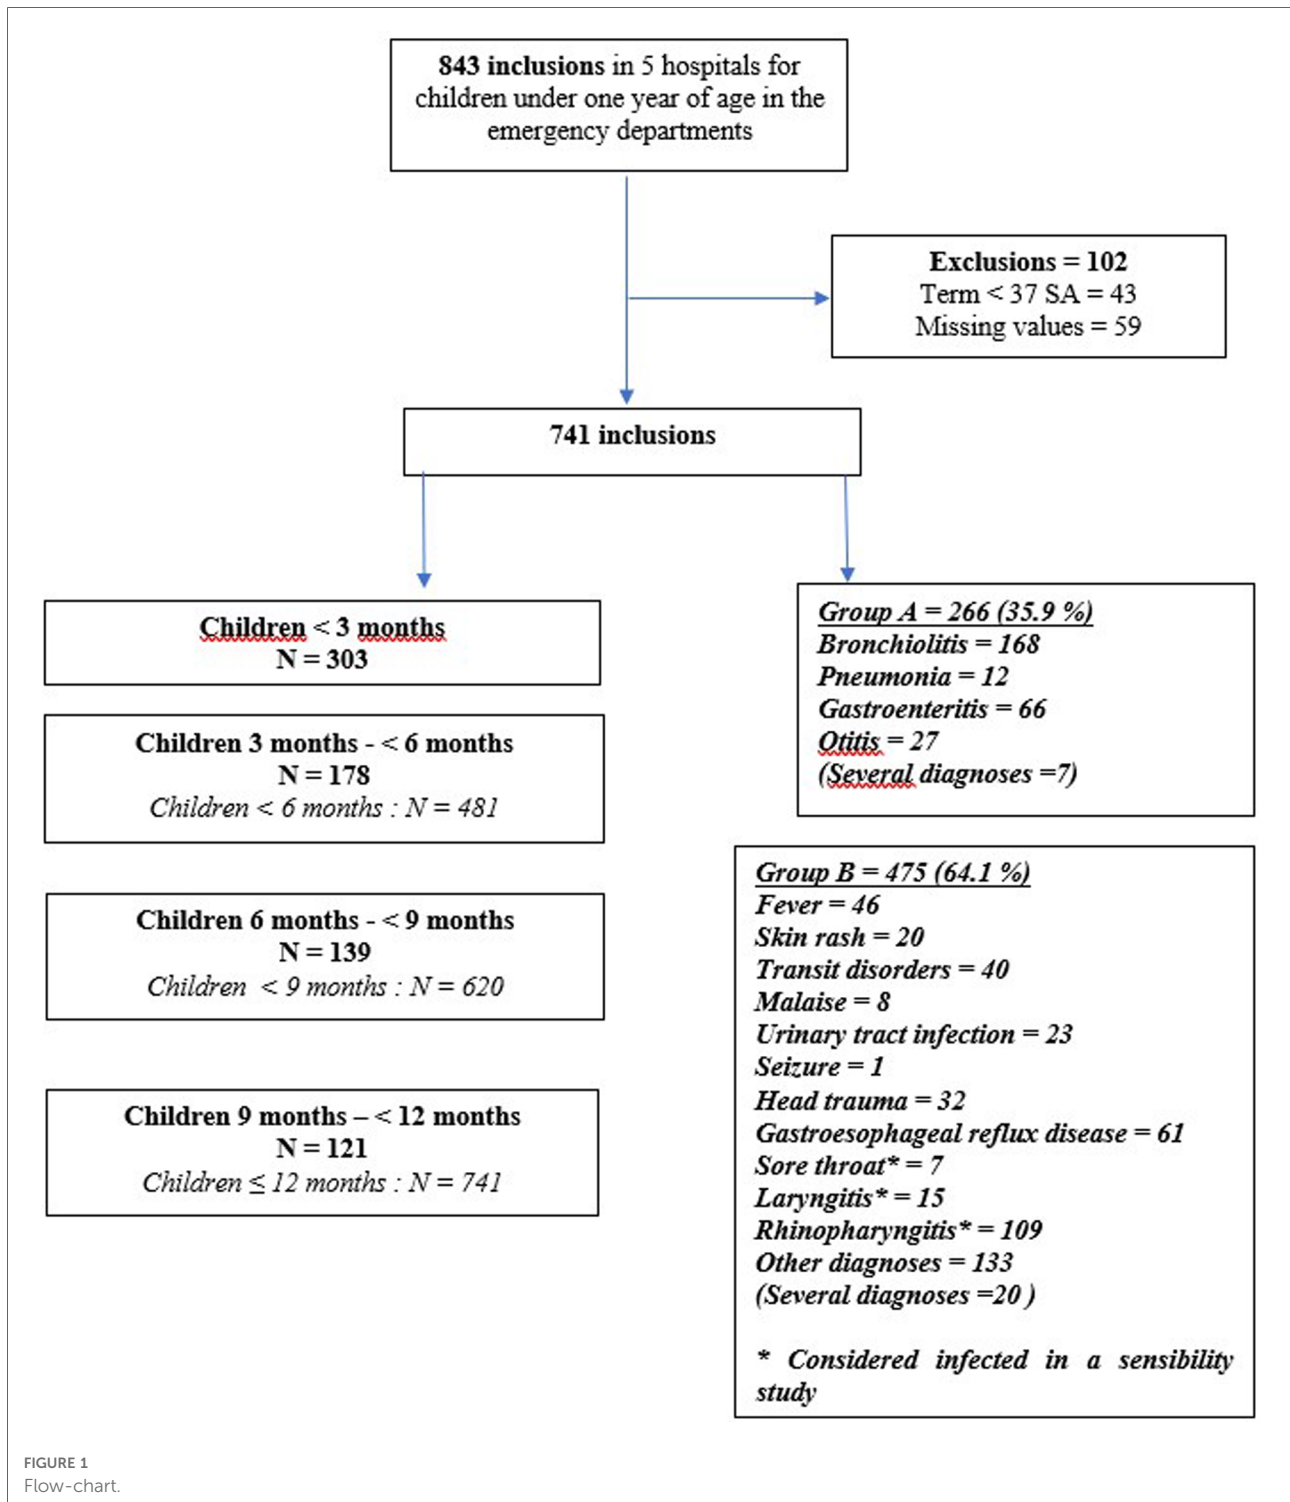 843 inclusions in 5 hospitals for
children under one year of age in the
emergency departments
Exclusions = 102
Term < 37 SA = 43
Missing values = 59
741 inclusions
Children < 3 months
N = 303
Children 3 months - < 6 months
N = 178
Children < 6 months : N = 481
Children 6 months - < 9 months
N = 139
Children < 9 months : N = 620
Children 9 months – < 12 months
N = 121
Children ≤ 12 months : N = 741
Group A = 266 (35.9 %)
Bronchiolitis = 168
Pneumonia = 12
Gastroenteritis = 66
Otitis = 27
(Several diagnoses =7)
Group B = 475 (64.1 %)
Fever = 46
Skin rash = 20
Transit disorders = 40
Malaise = 8
Urinary tract infection = 23
Seizure = 1
Head trauma = 32
Gastroesophageal reflux disease = 61
Sore throat* = 7
Laryngitis* = 15
Rhinopharyngitis* = 109
Other diagnoses = 133
(Several diagnoses =20 )
* Considered infected in a sensibility
study
FIGURE 1
Flow-chart.